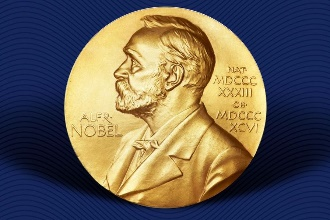 ALFR·
NOBEL
NAT·
MDCCC
XXXIII
OB·
MDCCC
XCVI